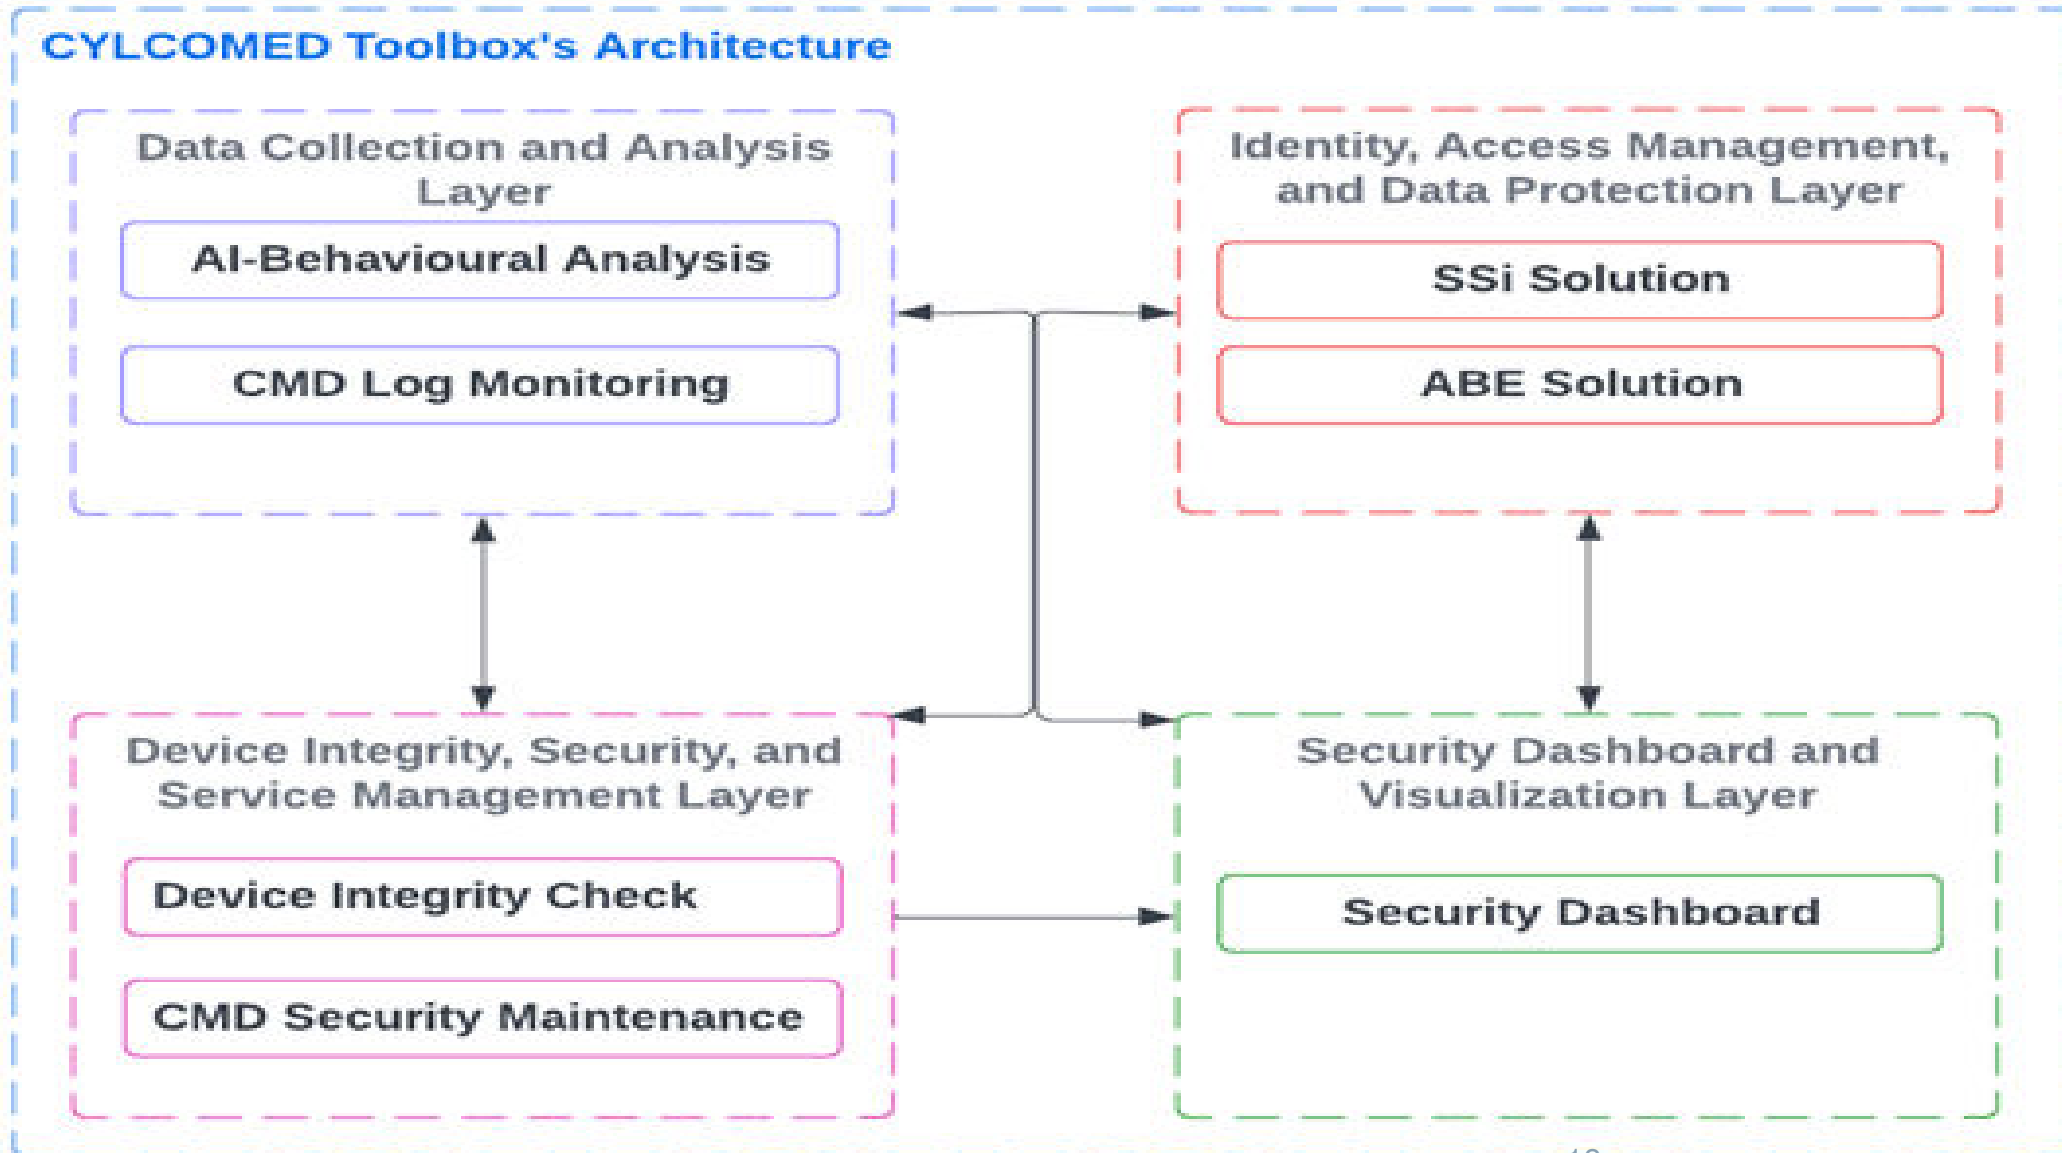 CYLCOMED Toolbox's Architecture
Data Collection and Analysis
Layer
AI-Behavioural Analysis
CMD Log Monitoring
Identity, Access Management,
and Data Protection Layer
SSi Solution
ABE Solution
Device Integrity, Security, and
Service Management Layer
Device Integrity Check
CMD Security Maintenance
Security Dashboard and
Visualization Layer
Security Dashboard